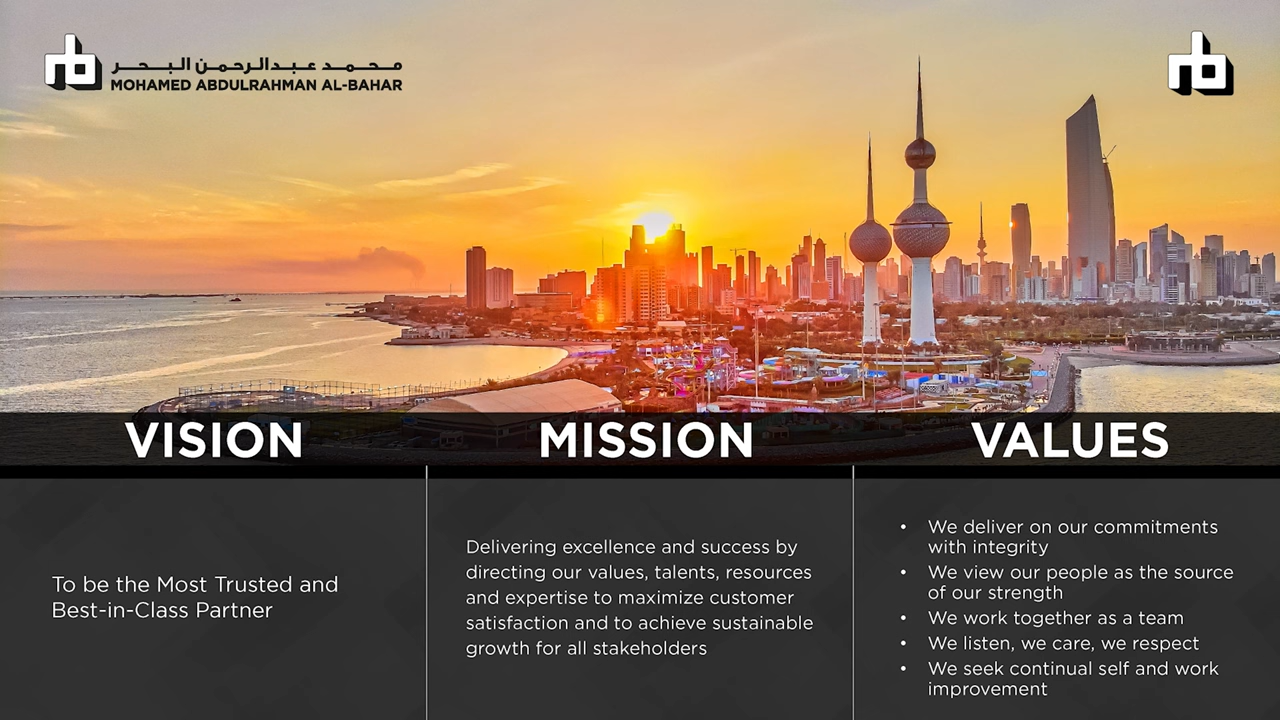 محمد عبدالرحمن البحر
MOHAMED ABDULRAHMAN AL-BAHAR
VISION
To be the Most Trusted and
Best-in-Class Partner
MISSION
Delivering excellence and success by
directing our values, talents, resources
and expertise to maximize customer
satisfaction and to achieve sustainable
growth for all stakeholders
VALUES
• We deliver on our commitments
with integrity
• We view our people as the source
of our strength
• We work together as a team
• We listen, we care, we respect
• We seek continual self and work
improvement